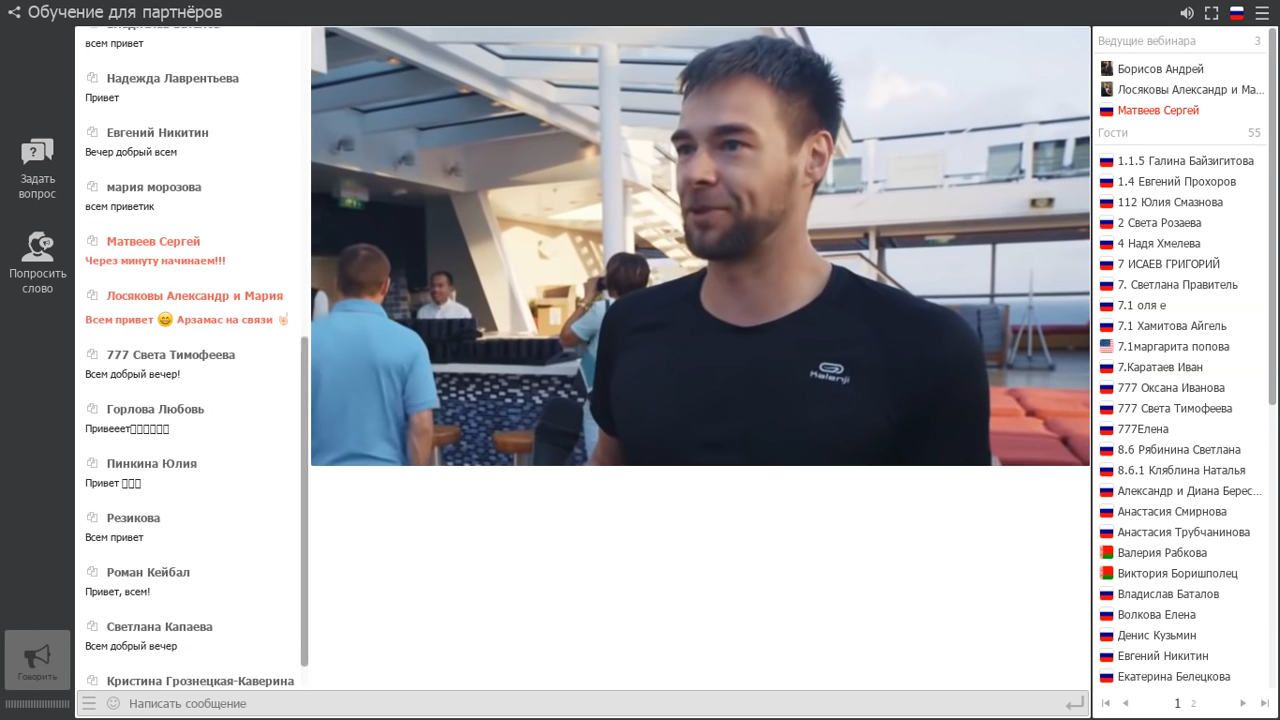 Обучение для партнёров
Задать
вопрос
Попросить
слово
Говорить
всем привет
Надежда Лаврентьева
Привет
Евгений Никитин
Вечер добрый всем
мария морозова
всем приветик
Матвеев Сергей
Через минуту начинаем!!!
Лосяковы Александр и Мария
Всем привет 😄 Арзамас на связи ✌🏻
777 Света Тимофеева
Всем добрый вечер!
Горлова Любовь
Привееет▯▯▯▯▯▯
Пинкина Юлия
Привет ▯▯▯
Резикова
Всем привет
Роман Кейбал
Привет, всем!
Светлана Капаева
Всем добрый вечер
Кристина Грознецкая-Каверина
Написать сообщение
Kalenji
Ведущие вебинара 3
Борисов Андрей
Лосяковы Александр и Ма...
Матвеев Сергей
Гости 55
1.1.5 Галина Байзигитова
1.4 Евгений Прохоров
112 Юлия Смазнова
2 Света Розаева
4 Надя Хмелева
7 ИСАЕВ ГРИГОРИЙ
7. Светлана Правитель
7.1 оля е
7.1 Хамитова Айгель
7.1маргарита попова
7.Каратаев Иван
777 Оксана Иванова
777 Света Тимофеева
777Елена
8.6 Рябинина Светлана
8.6.1 Кляблина Наталья
Александр и Диана Берес...
Анастасия Смирнова
Анастасия Трубчанинова
Валерия Рабкова
Виктория Боришполец
Владислав Баталов
Волкова Елена
Денис Кузьмин
Евгений Никитин
Екатерина Белецкова
1 2